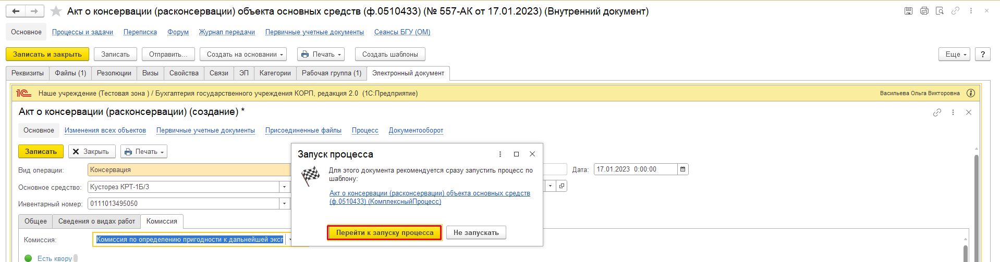 Акт о консервации (расконсервации) объекта основных средств (ф.0510433) (№ 557-АК от 17.01.2023) (Внутренний документ)
Основное Процессы и задачи Переписка Форум Журнал передачи Первичные учетные документы Сеансы БГУ (ОМ)
Записать и закрыть Записать Отправить... Создать на основании Печать Создать шаблоны Еще ?
Реквизиты Файлы (1) Резолюции Визы Свойства Связи ЭП Категории Рабочая группа (1) Электронный документ
1С Наше учреждение (Тестовая зона ) / Бухгалтерия государственного учреждения КОРП, редакция 2.0 (1С:Предприятие) Васильева Ольга Викторовна
Акт о консервации (расконсервации) (создание) *
Основное Изменения всех объектов Первичные учетные документы Присоединенные файлы Процесс Документооборот
Записать Закрыть Печать
Вид операции: Консервация Дата: 17.01.2023 0:00:00
Основное средство: Кусторез КРТ-1Б/3
Инвентарный номер: 0111013495050
Общее Сведения о видах работ Комиссия
Комиссия: Комиссия по определению пригодности к дальнейшей эксп
Есть квору
Запуск процесса
Для этого документа рекомендуется сразу запустить процесс по
шаблону:
Акт о консервации (расконсервации) объекта основных средств
(ф.0510433) (КомплексныйПроцесс)
Перейти к запуску процесса Не запускать